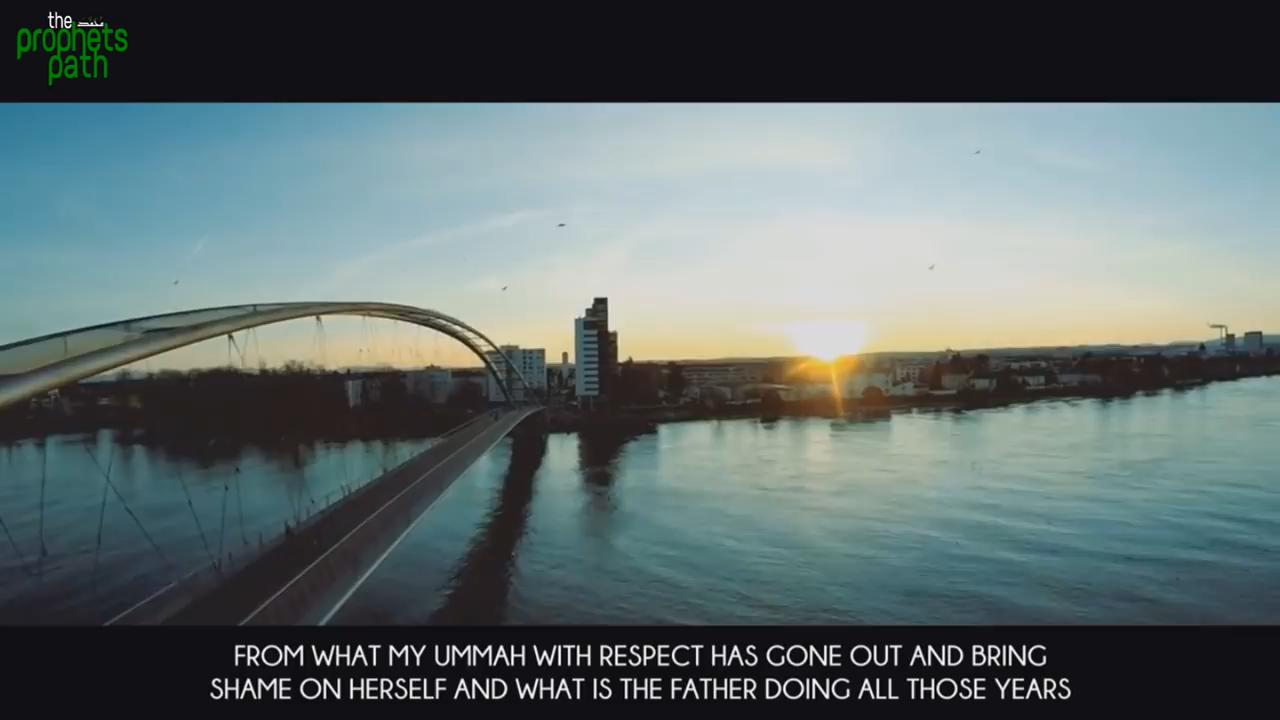 the
prophets
path
FROM WHAT MY UMMAH WITH RESPECT HAS GONE OUT AND BRING
SHAME ON HERSELF AND WHAT IS THE FATHER DOING ALL THOSE YEARS